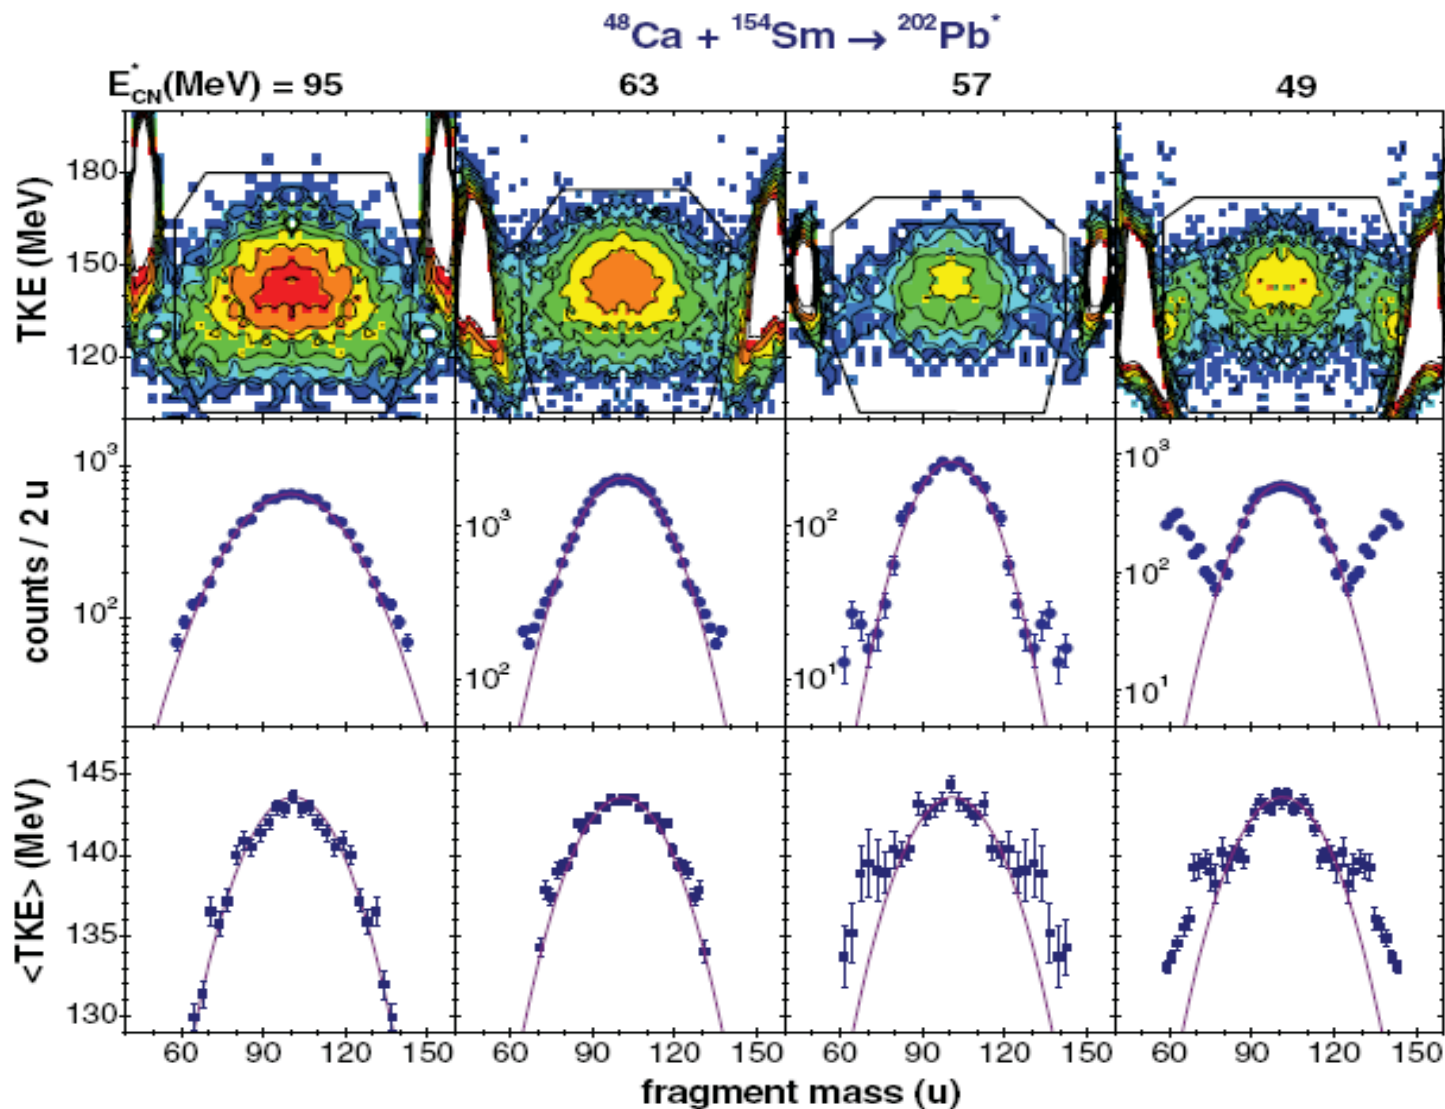 ⁴⁸Ca + ¹⁵⁴Sm → ²⁰²Pb*
E*CN(MeV) = 95 63 57 49
TKE (MeV)
180
150
120
counts / 2 u
10³
10²
10³
10²
10²
10¹
10³
10²
10¹
<TKE> (MeV)
145
140
135
130
60 90 120 150 60 90 120 150 60 90 120 150 60 90 120 150
fragment mass (u)